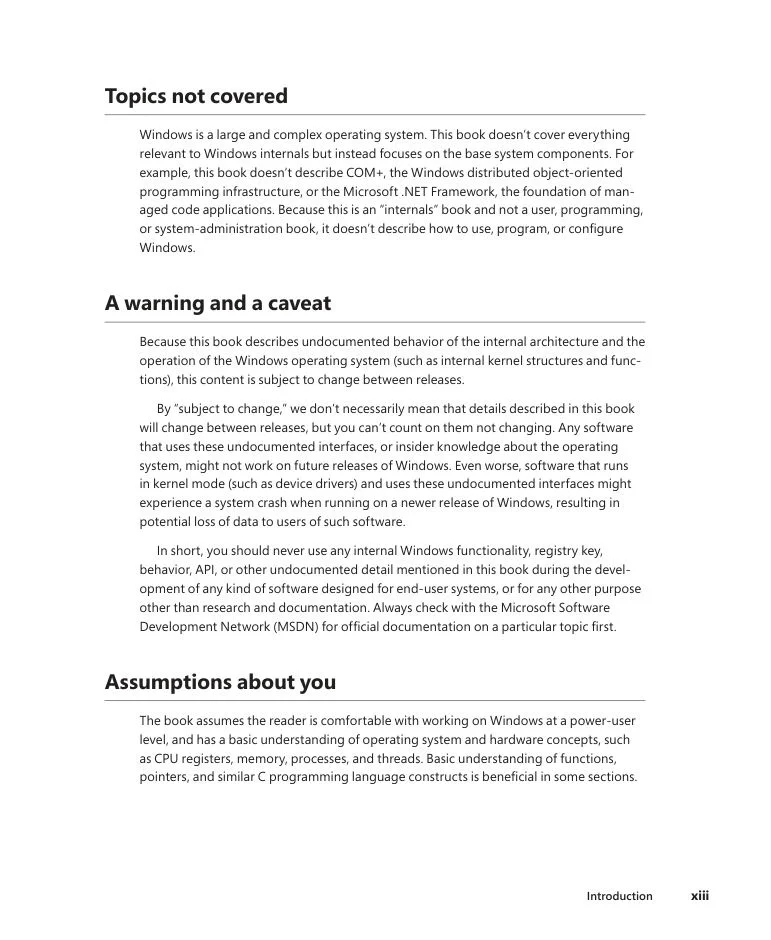 Topics not covered
Windows is a large and complex operating system. This book doesn’t cover everything
relevant to Windows internals but instead focuses on the base system components. For
example, this book doesn’t describe COM+, the Windows distributed object-oriented
programming infrastructure, or the Microsoft .NET Framework, the foundation of man-
aged code applications. Because this is an “internals” book and not a user, programming,
or system-administration book, it doesn’t describe how to use, program, or configure
Windows.
A warning and a caveat
Because this book describes undocumented behavior of the internal architecture and the
operation of the Windows operating system (such as internal kernel structures and func-
tions), this content is subject to change between releases.
By “subject to change,” we don’t necessarily mean that details described in this book
will change between releases, but you can’t count on them not changing. Any software
that uses these undocumented interfaces, or insider knowledge about the operating
system, might not work on future releases of Windows. Even worse, software that runs
in kernel mode (such as device drivers) and uses these undocumented interfaces might
experience a system crash when running on a newer release of Windows, resulting in
potential loss of data to users of such software.
In short, you should never use any internal Windows functionality, registry key,
behavior, API, or other undocumented detail mentioned in this book during the devel-
opment of any kind of software designed for end-user systems, or for any other purpose
other than research and documentation. Always check with the Microsoft Software
Development Network (MSDN) for official documentation on a particular topic first.
Assumptions about you
The book assumes the reader is comfortable with working on Windows at a power-user
level, and has a basic understanding of operating system and hardware concepts, such
as CPU registers, memory, processes, and threads. Basic understanding of functions,
pointers, and similar C programming language constructs is beneficial in some sections.
Introduction xiii